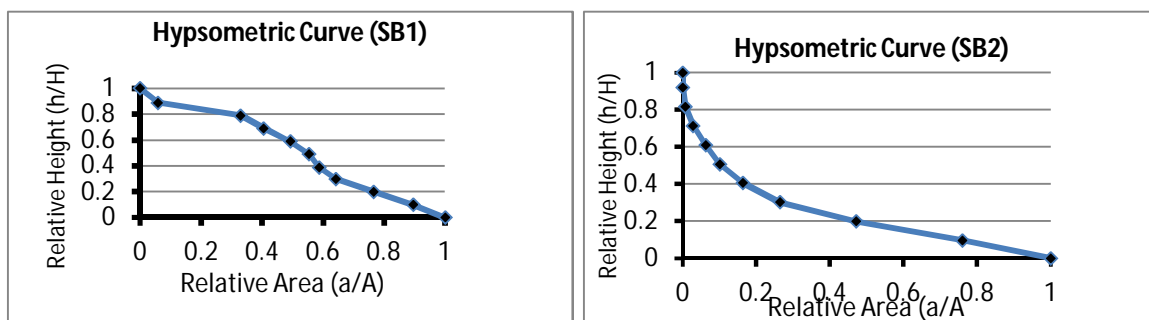 Hypsometric Curve (SB1)
Relative Height (h/H)
1
0.8
0.6
0.4
0.2
0
0 0.2 0.4 0.6 0.8 1
Relative Area (a/A)
Hypsometric Curve (SB2)
Relative Height (h/H)
1
0.8
0.6
0.4
0.2
0
0 0.2 0.4 0.6 0.8 1
Relative Area (a/A